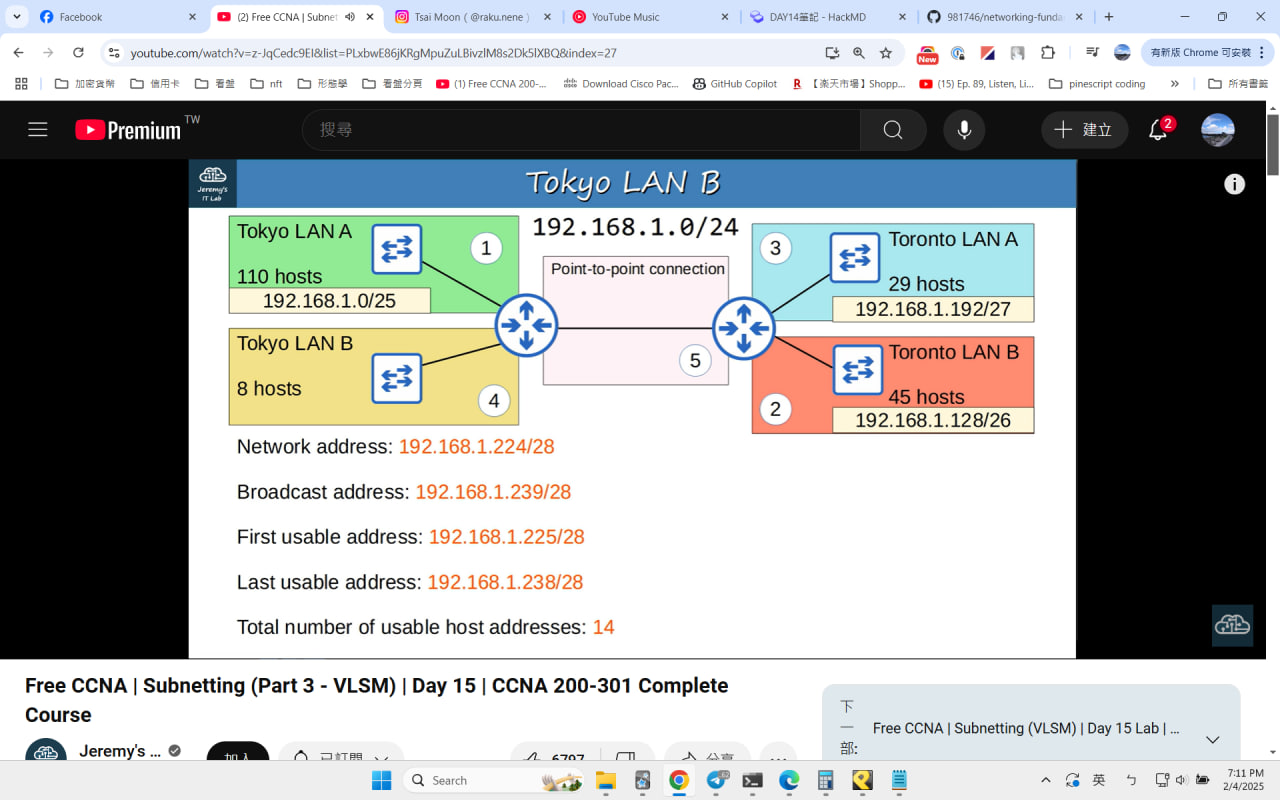 Facebook
(2) Free CCNA | Subnet
Tsai Moon ( @raku.nene )
YouTube Music
DAY14筆記 - HackMD
981746/networking-funda
youtube.com/watch?v=z-JqCedc9EI&list=PLxbwE86jKRgMpuZuLBivzlM8s2Dk5lXBQ&index=27
New
有新版 Chrome 可安裝
加密貨幣
信用卡
看盤
nft
形態學
看盤分頁
(1) Free CCNA 200-...
Download Cisco Pac...
GitHub Copilot
R 【楽天市場】Shopp...
(15) Ep. 89, Listen, Li...
pinescript coding
所有書籤
Premium TW
搜尋
建立
2
Jeremy's
IT Lab
Tokyo LAN B
Tokyo LAN A
1
110 hosts
192.168.1.0/25
192.168.1.0/24
Point-to-point connection
5
3
Toronto LAN A
29 hosts
192.168.1.192/27
Tokyo LAN B
8 hosts
4
Toronto LAN B
2
45 hosts
192.168.1.128/26
Network address: 192.168.1.224/28
Broadcast address: 192.168.1.239/28
First usable address: 192.168.1.225/28
Last usable address: 192.168.1.238/28
Total number of usable host addresses: 14
Free CCNA | Subnetting (Part 3 - VLSM) | Day 15 | CCNA 200-301 Complete
Course
Jeremy's ...
加入
已訂閱
6797
分享
下一部:
Free CCNA | Subnetting (VLSM) | Day 15 Lab | ...
Search
英
ㄅ
7:11 PM
2/4/2025